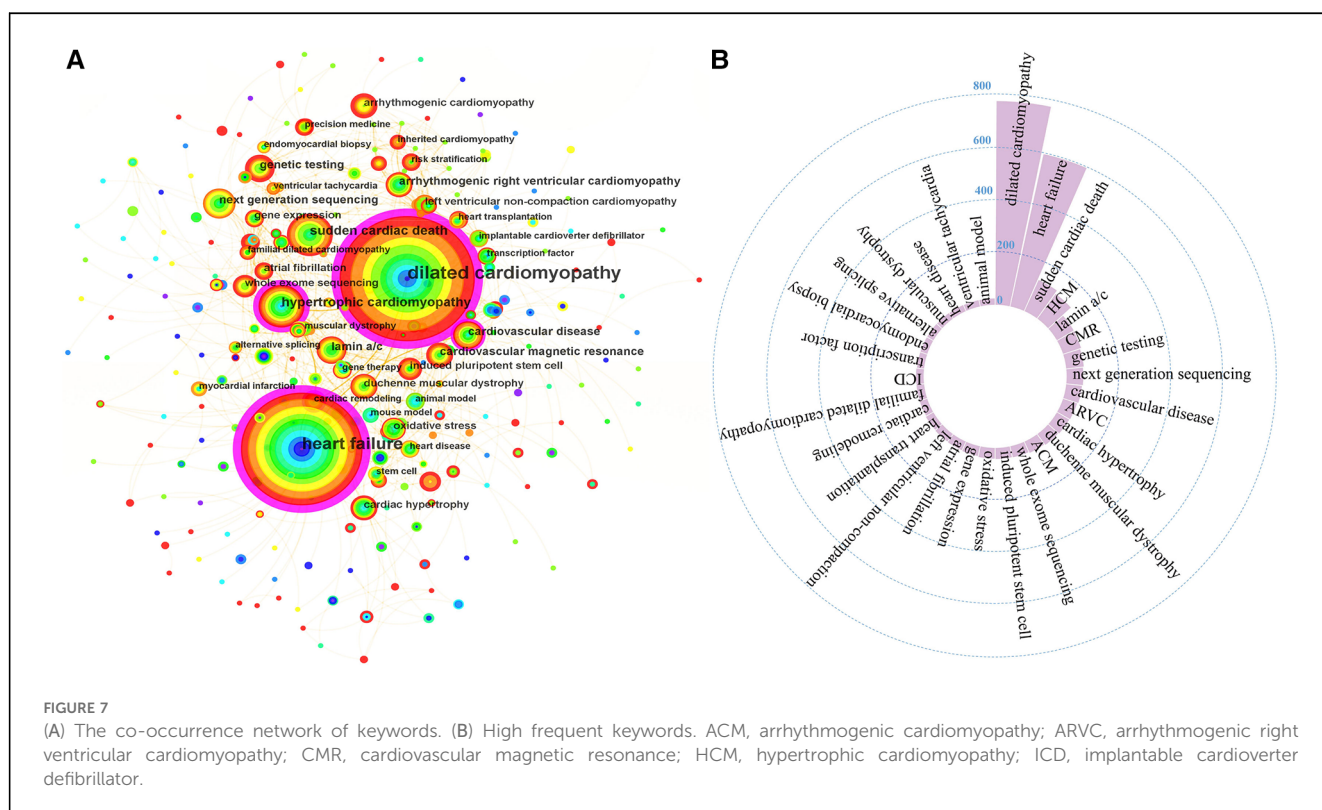 A
arrhythmogenic cardiomyopathy
precision medicine
inherited cardiomyopathy
endomyocardial biopsy
risk stratification
genetic testing
arrhythmogenic right ventricular cardiomyopathy
ventricular tachycardia
next generation sequencing
left ventricular non-compaction cardiomyopathy
gene expression
heart transplantation
sudden cardiac death
implantable cardioverter defibrillator
familial dilated cardiomyopathy
transcription factor
atrial fibrillation
dilated cardiomyopathy
whole exome sequencing
hypertrophic cardiomyopathy
muscular dystrophy
cardiovascular disease
alternative splicing
lamin a/c
cardiovascular magnetic resonance
gene therapy
induced pluripotent stem cell
myocardial infarction
duchenne muscular dystrophy
cardiac remodeling
animal model
mouse model
oxidative stress
heart failure
heart disease
stem cell
cardiac hypertrophy
B
800
600
400
200
0
dilated cardiomyopathy
heart failure
sudden cardiac death
HCM
lamin a/c
CMR
genetic testing
next generation sequencing
cardiovascular disease
ARVC
cardiac hypertrophy
duchenne muscular dystrophy
ACM
whole exome sequencing
induced pluripotent stem cell
oxidative stress
gene expression
atrial fibrillation
left ventricular non-compaction
heart transplantation
cardiac remodeling
familial dilated cardiomyopathy
ICD
transcription factor
endomyocardial biopsy
alternative splicing
muscular dystrophy
heart disease
ventricular tachycardia
animal model
FIGURE 7
(A) The co-occurrence network of keywords. (B) High frequent keywords. ACM, arrhythmogenic cardiomyopathy; ARVC, arrhythmogenic right
ventricular cardiomyopathy; CMR, cardiovascular magnetic resonance; HCM, hypertrophic cardiomyopathy; ICD, implantable cardioverter
defibrillator.